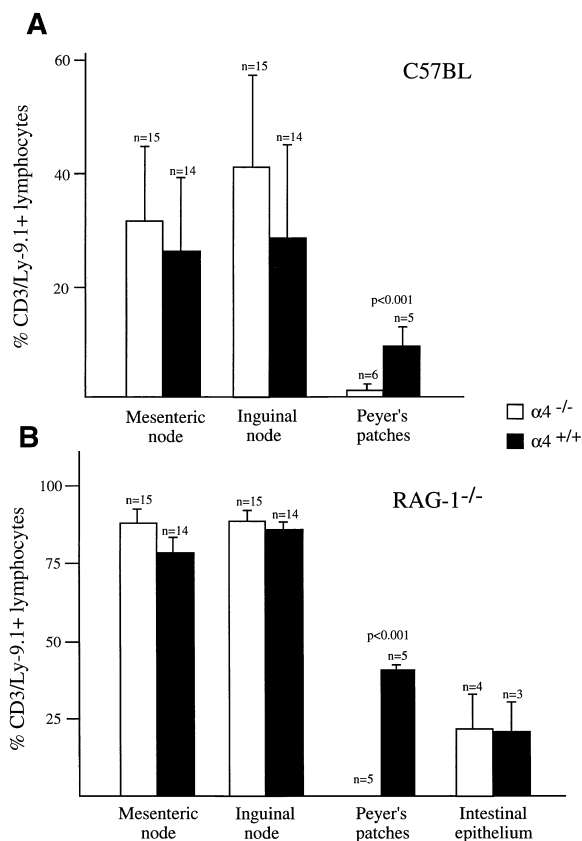 A
C57BL
% CD3/Ly-9.1+ lymphocytes
60
40
20
n=15
n=14
n=15
n=14
p<0.001
n=6
n=5
Mesenteric node
Inguinal node
Peyer's patches
α4 -/-
α4 +/+
B
RAG-1-/-
% CD3/Ly-9.1+ lymphocytes
100
75
50
25
n=15
n=14
n=15
n=14
p<0.001
n=5
n=5
n=4
n=3
Mesenteric node
Inguinal node
Peyer's patches
Intestinal epithelium